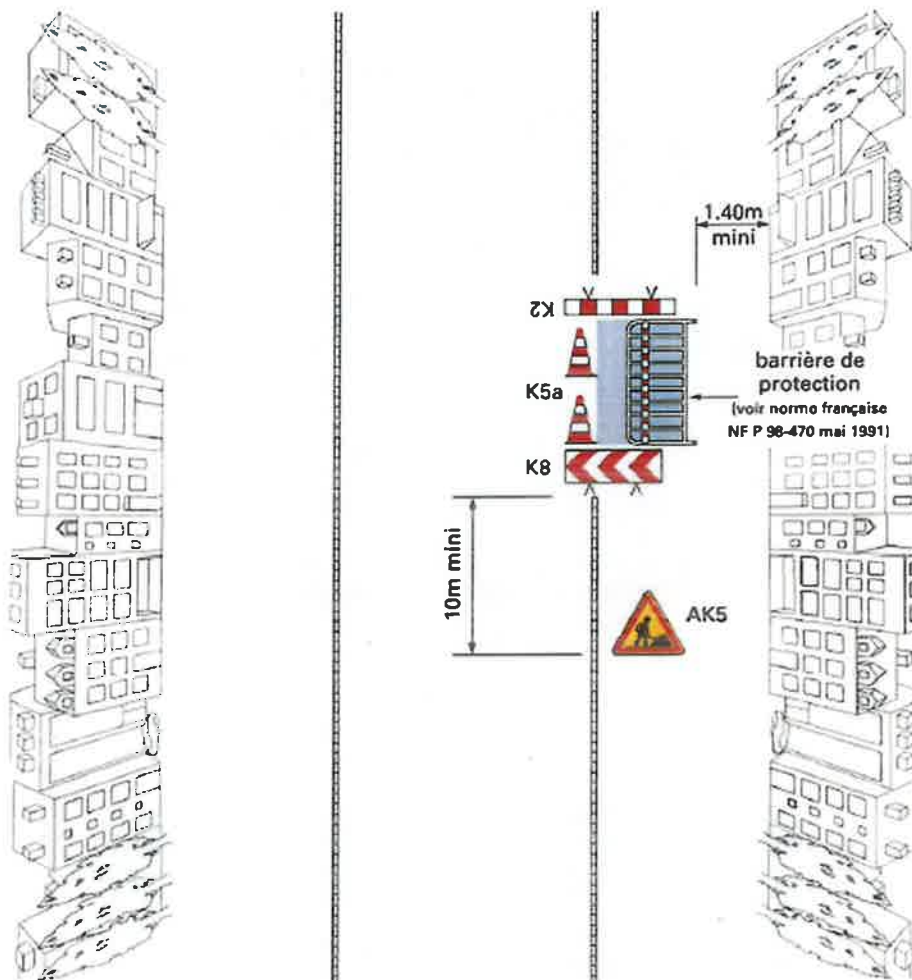 1.40m
mini
K2
K5a
barrière de
protection
(voir normo française
NF P 98-470 mai 1991)
K8
10m mini
AK5